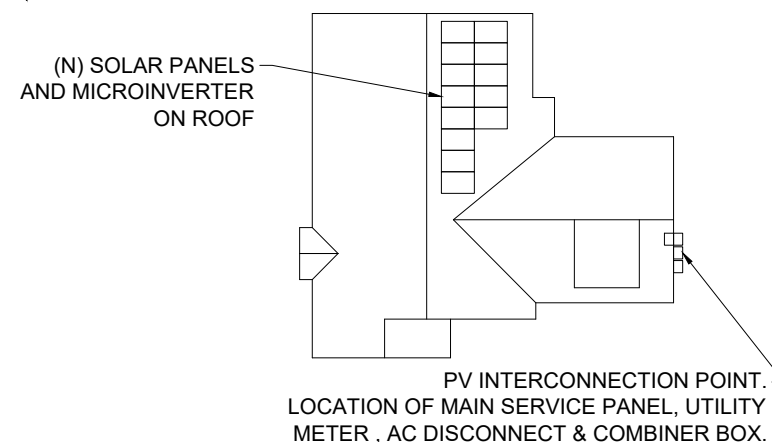 (N) SOLAR PANELS
AND MICROINVERTER
ON ROOF
PV INTERCONNECTION POINT.
LOCATION OF MAIN SERVICE PANEL, UTILITY
METER , AC DISCONNECT & COMBINER BOX.